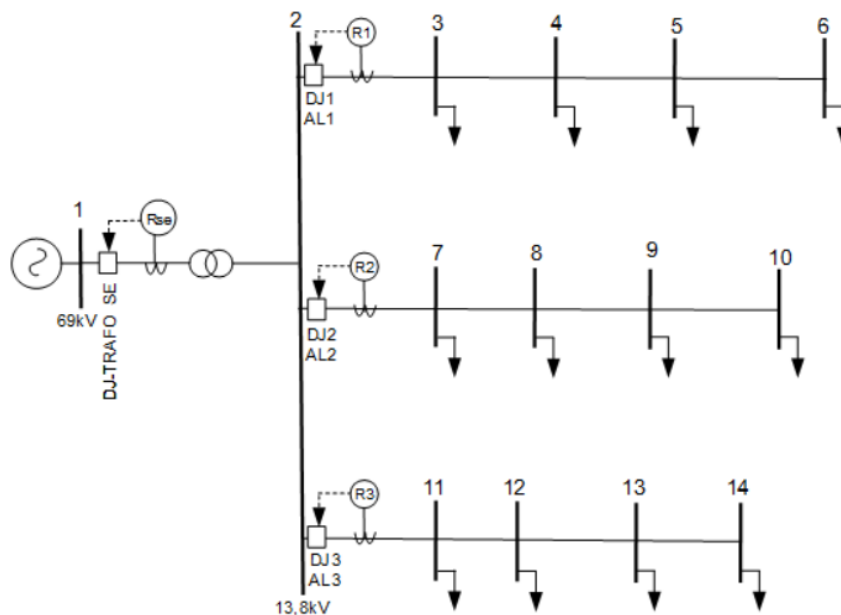 2
R1
3
4
5
6
DJ1
AL1
1
Rse
69kV
DJ-TRAFO SE
R2
7
8
9
10
DJ2
AL2
R3
11
12
13
14
DJ3
AL3
13,8kV